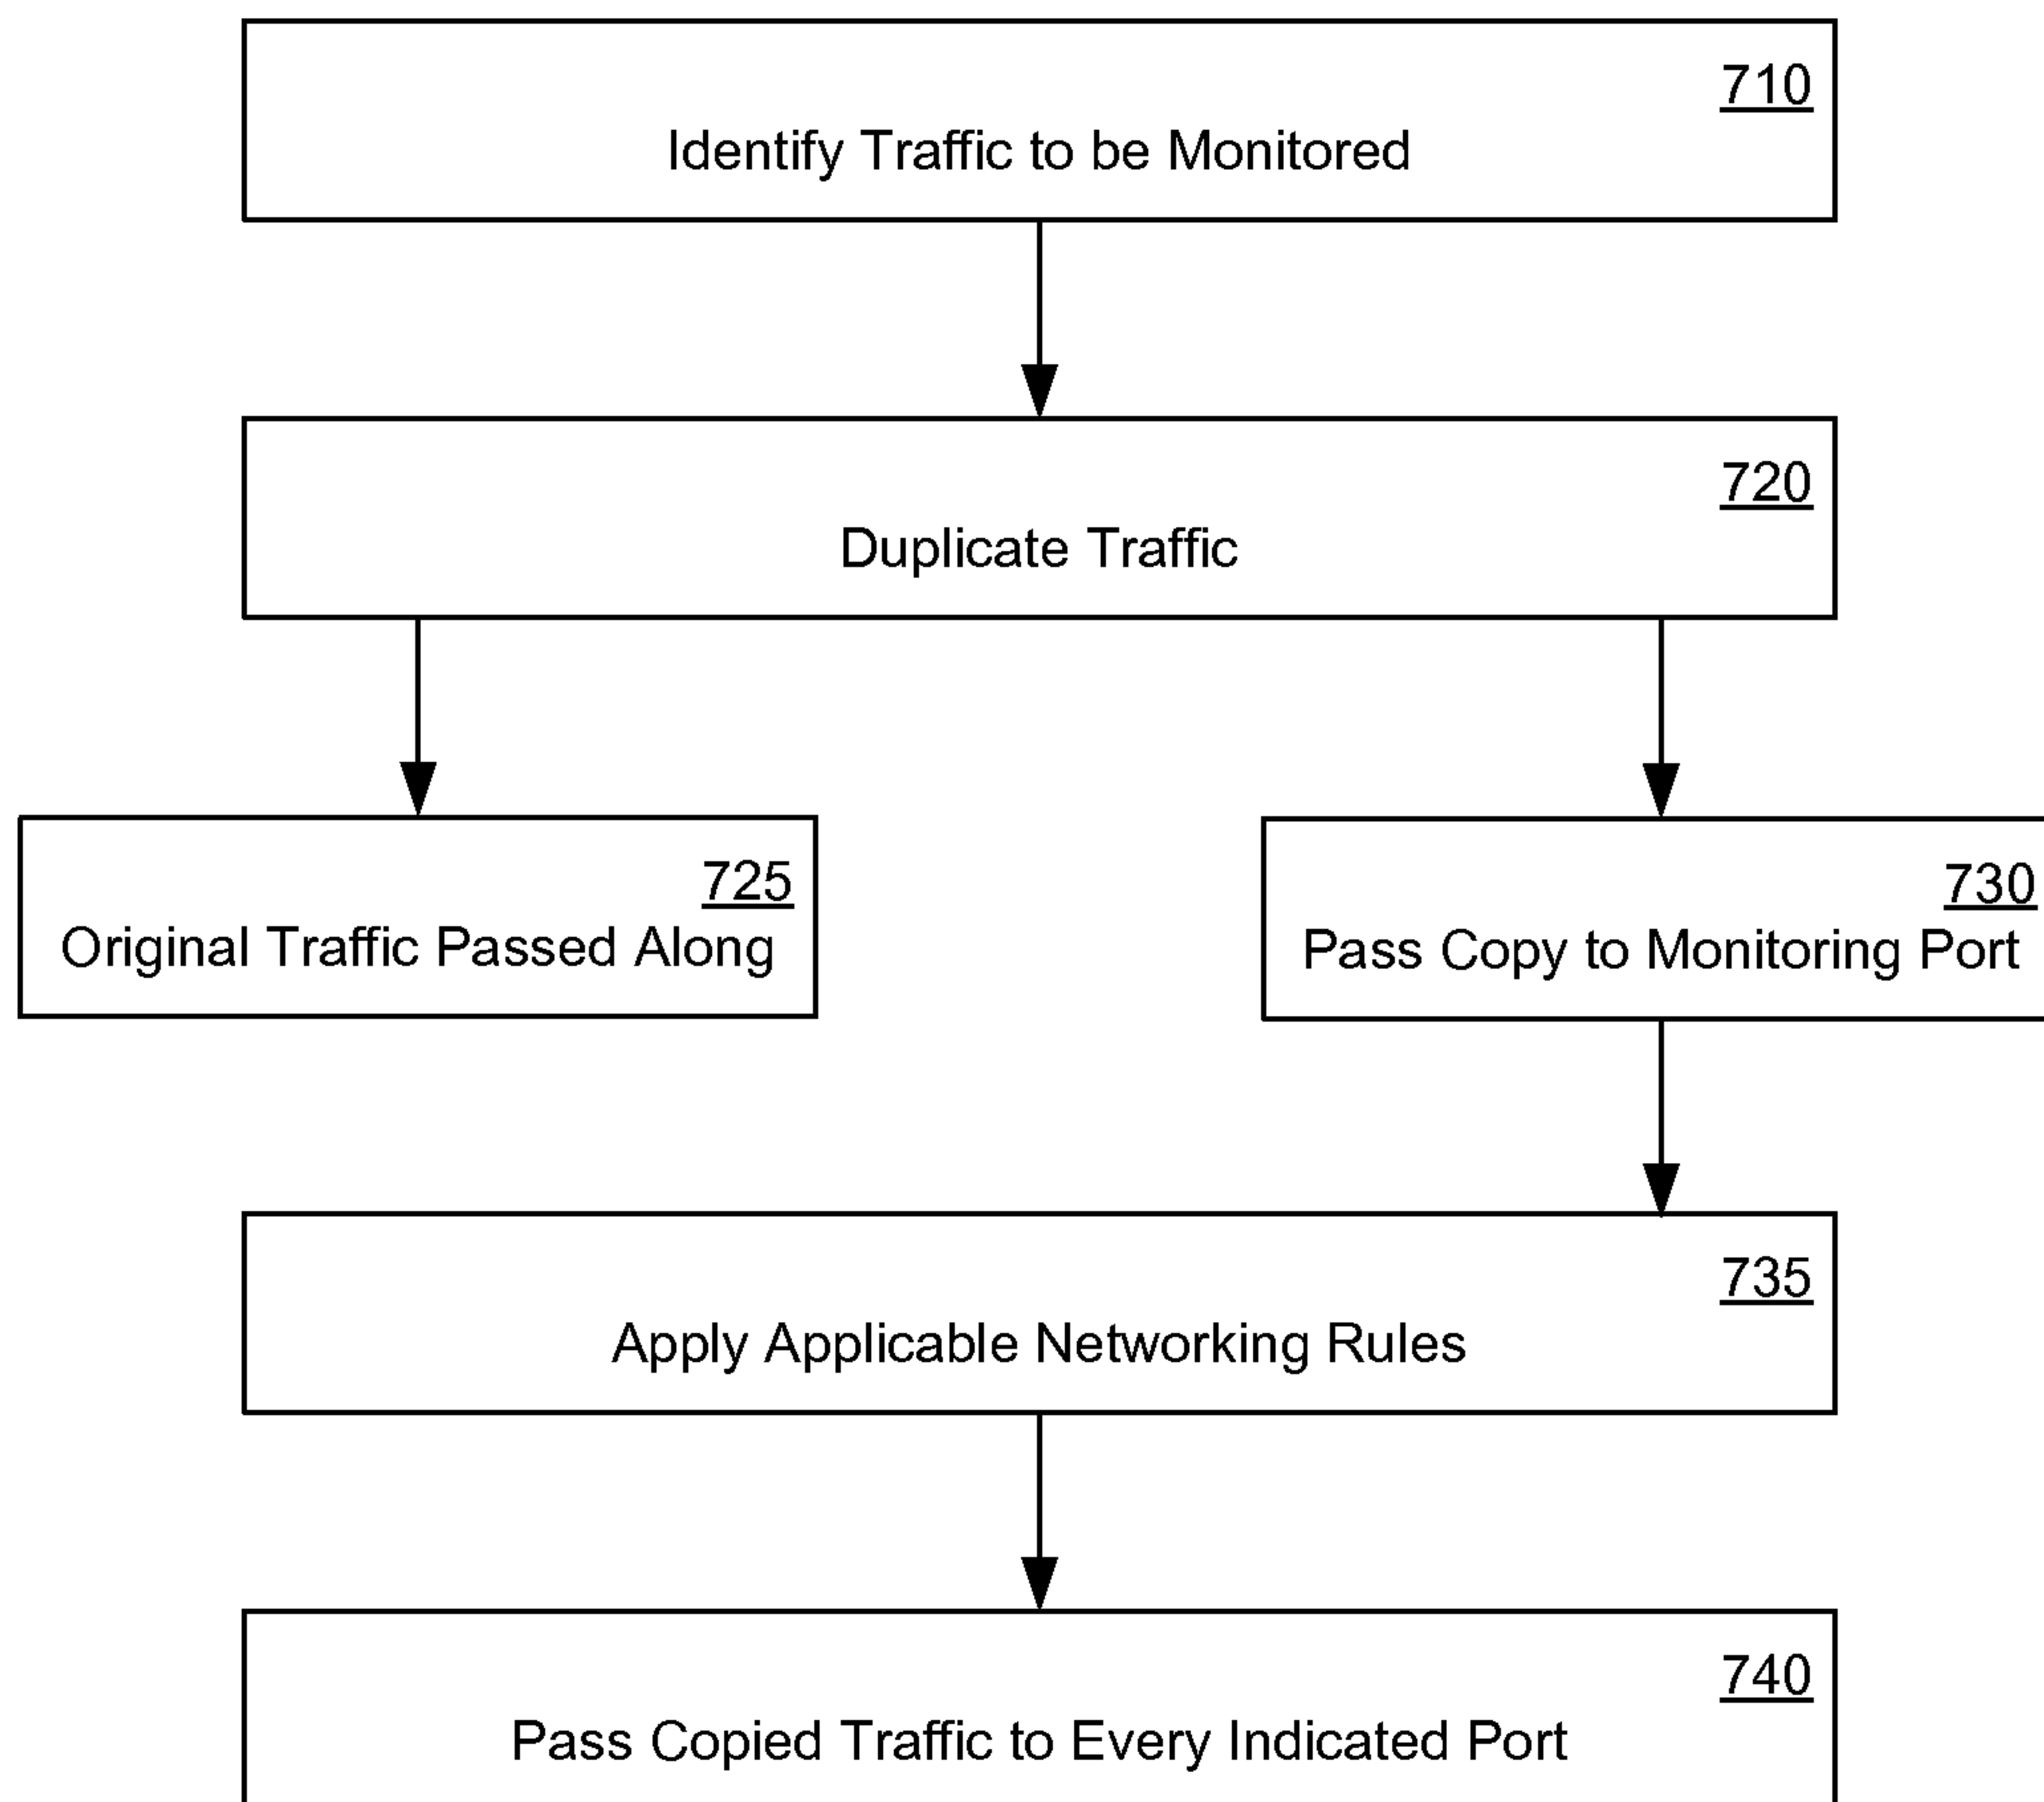 710
Identify Traffic to be Monitored
720
Duplicate Traffic
725
Original Traffic Passed Along
730
Pass Copy to Monitoring Port
735
Apply Applicable Networking Rules
740
Pass Copied Traffic to Every Indicated Port